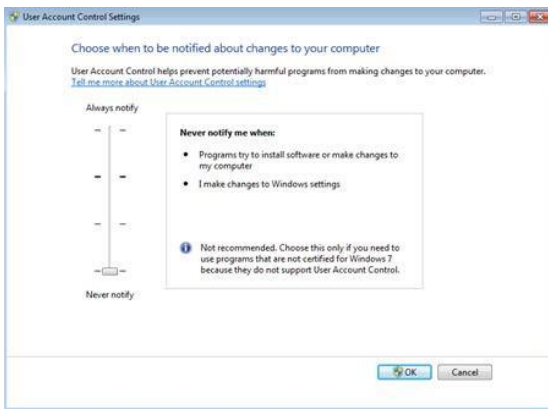 User Account Control Settings
Choose when to be notified about changes to your computer
User Account Control helps prevent potentially harmful programs from making changes to your computer.
Tell me more about User Account Control settings
Always notify
Never notify me when:
• Programs try to install software or make changes to
my computer
• I make changes to Windows settings
Not recommended. Choose this only if you need to
use programs that are not certified for Windows 7
because they do not support User Account Control.
Never notify
OK
Cancel